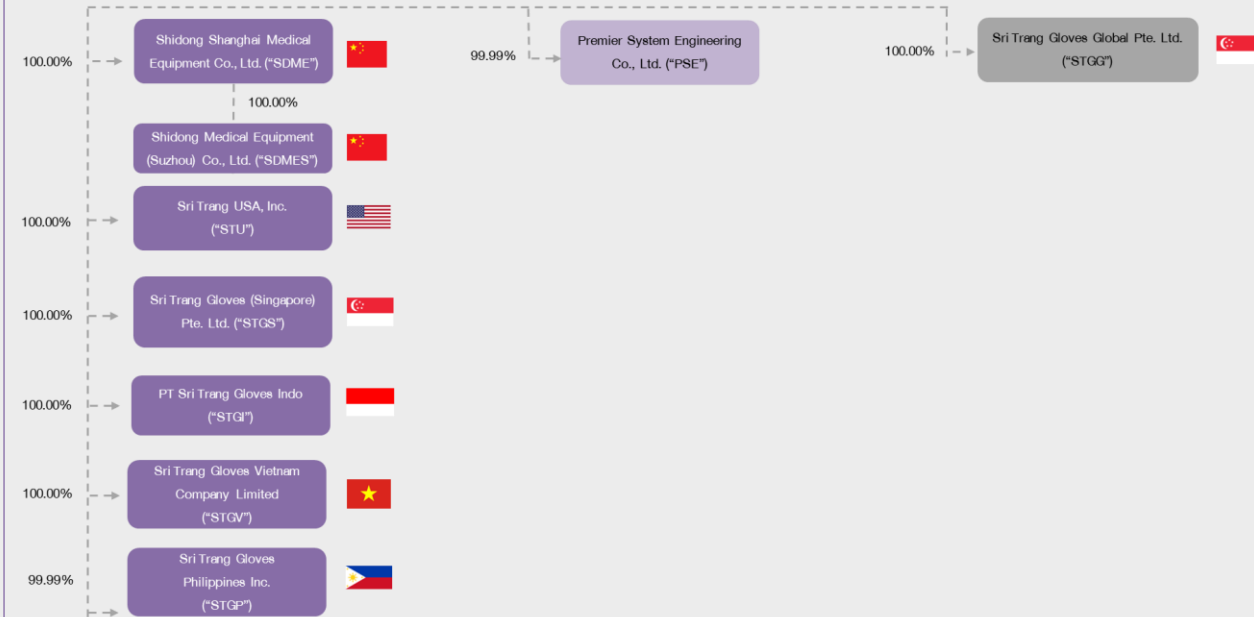 100.00%
Shidong Shanghai Medical
Equipment Co., Ltd. (“SDME”)
99.99%
Premier System Engineering
Co., Ltd. (“PSE”)
100.00%
Sri Trang Gloves Global Pte. Ltd.
(“STGG”)
100.00%
Shidong Medical Equipment
(Suzhou) Co., Ltd. (“SDMES”)
100.00%
Sri Trang USA, Inc.
(“STU”)
100.00%
Sri Trang Gloves (Singapore)
Pte. Ltd. (“STGS”)
100.00%
PT Sri Trang Gloves Indo
(“STGI”)
100.00%
Sri Trang Gloves Vietnam
Company Limited
(“STGV”)
99.99%
Sri Trang Gloves
Philippines Inc.
(“STGP”)